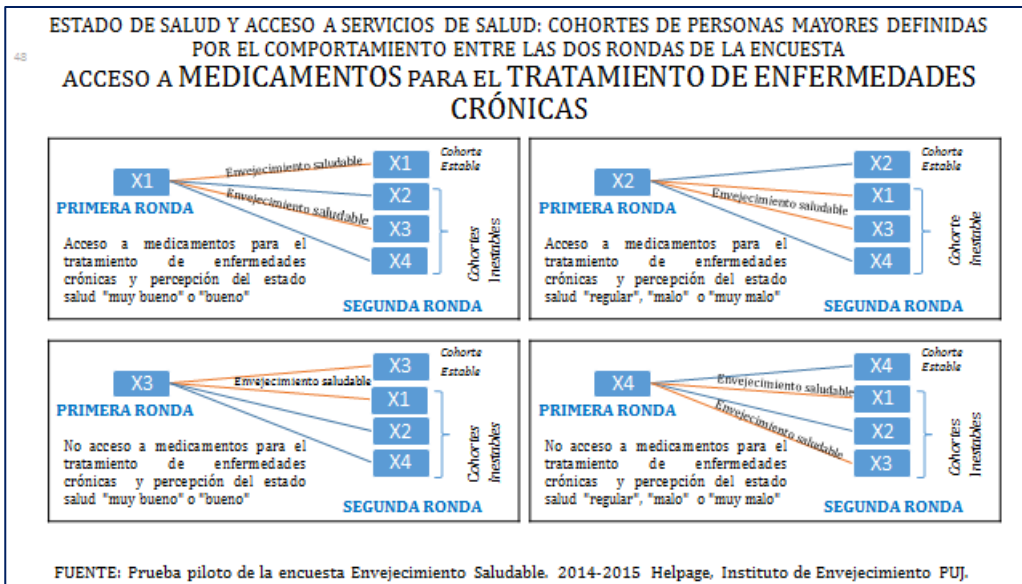 ESTADO DE SALUD Y ACCESO A SERVICIOS DE SALUD: COHORTES DE PERSONAS MAYORES DEFINIDAS
POR EL COMPORTAMIENTO ENTRE LAS DOS RONDAS DE LA ENCUESTA
48
ACCESO A MEDICAMENTOS PARA EL TRATAMIENTO DE ENFERMEDADES
CRÓNICAS
X1
PRIMERA RONDA
Envejecimiento saludable
Envejecimiento saludable
X1
X2
X3
X4
Cohorte
Estable
Cohortes
Inestables
Acceso a medicamentos para el
tratamiento de enfermedades
crónicas y percepción del estado
salud "muy bueno" o "bueno"
SEGUNDA RONDA
X2
PRIMERA RONDA
Envejecimiento saludable
X2
X1
X3
X4
Cohorte
Estable
Cohorte
Inestable
Acceso a medicamentos para el
tratamiento de enfermedades
crónicas y percepción del estado
salud "regular", "malo" o "muy malo"
SEGUNDA RONDA
X3
PRIMERA RONDA
Envejecimiento saludable
X3
X1
X2
X4
Cohorte
Estable
Cohortes
Inestables
No acceso a medicamentos para el
tratamiento de enfermedades
crónicas y percepción del estado
salud "muy bueno" o "bueno"
SEGUNDA RONDA
X4
PRIMERA RONDA
Envejecimiento saludable
Envejecimiento saludable
X4
X1
X2
X3
Cohorte
Estable
Cohortes
Inestables
No acceso a medicamentos para el
tratamiento de enfermedades
crónicas y percepción del estado
salud "regular", "malo" o "muy malo"
SEGUNDA RONDA
FUENTE: Prueba piloto de la encuesta Envejecimiento Saludable. 2014-2015 Helpage, Instituto de Envejecimiento PUJ.